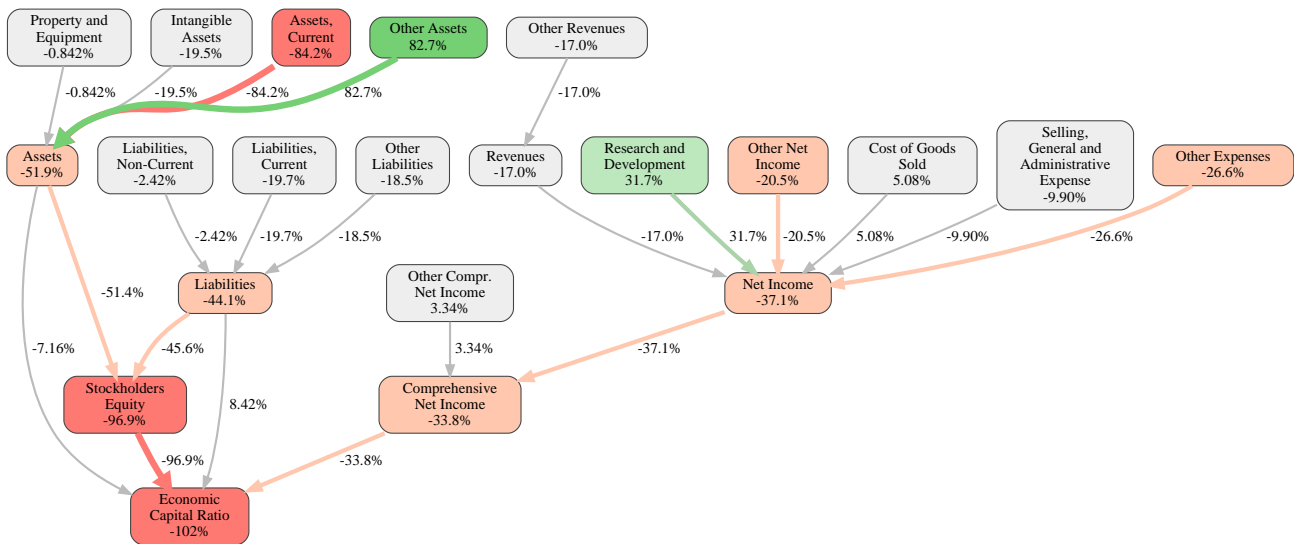 Property and
Equipment
-0.842%
Intangible
Assets
-19.5%
Assets,
Current
-84.2%
Other Assets
82.7%
Other Revenues
-17.0%
-0.842%
-19.5%
-84.2%
82.7%
-17.0%
Assets
-51.9%
Liabilities,
Non-Current
-2.42%
Liabilities,
Current
-19.7%
Other
Liabilities
-18.5%
Revenues
-17.0%
Research and
Development
31.7%
Other Net
Income
-20.5%
Cost of Goods
Sold
5.08%
Selling,
General and
Administrative
Expense
-9.90%
Other Expenses
-26.6%
-2.42%
-19.7%
-18.5%
-17.0%
31.7%
-20.5%
5.08%
-9.90%
-26.6%
Liabilities
-44.1%
Other Compr.
Net Income
3.34%
Net Income
-37.1%
-51.4%
-7.16%
-45.6%
8.42%
3.34%
-37.1%
Stockholders
Equity
-96.9%
Comprehensive
Net Income
-33.8%
-96.9%
-33.8%
Economic
Capital Ratio
-102%